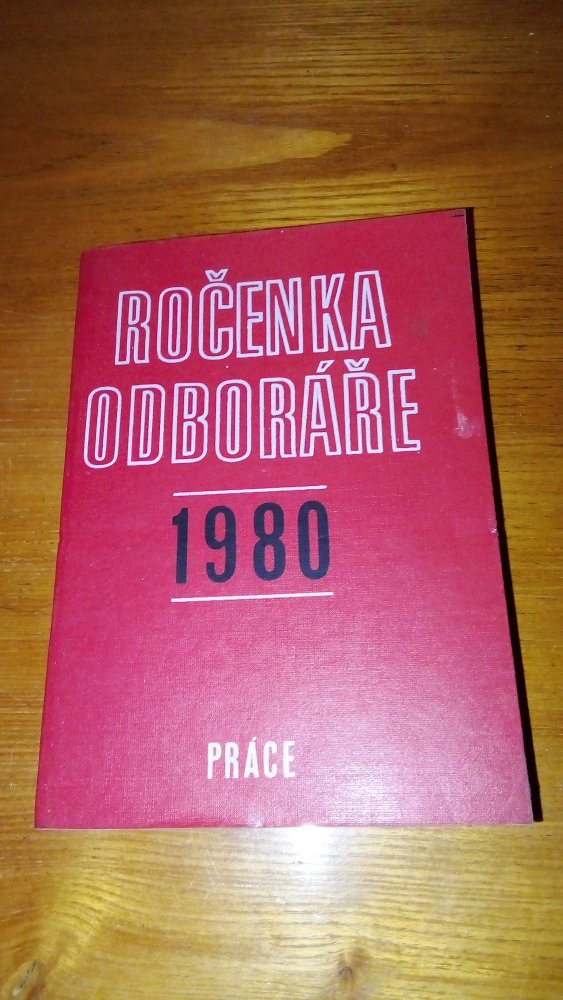 ROČENKA
ODBORÁŘE
1980
PRÁCE